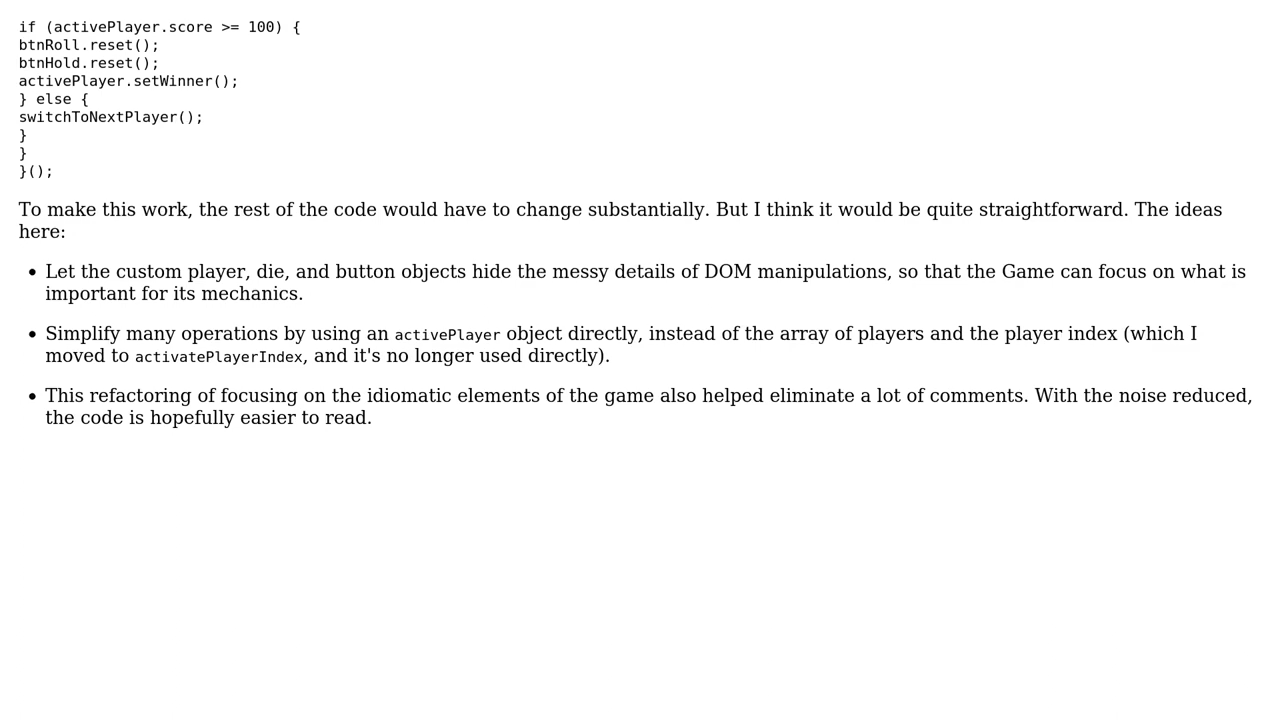 if (activePlayer.score >= 100) {
btnRoll.reset();
btnHold.reset();
activePlayer.setWinner();
} else {
switchToNextPlayer();
}
}
}();
To make this work, the rest of the code would have to change substantially. But I think it would be quite straightforward. The ideas
here:
• Let the custom player, die, and button objects hide the messy details of DOM manipulations, so that the Game can focus on what is
important for its mechanics.
• Simplify many operations by using an activePlayer object directly, instead of the array of players and the player index (which I
moved to activatePlayerIndex, and it's no longer used directly).
• This refactoring of focusing on the idiomatic elements of the game also helped eliminate a lot of comments. With the noise reduced,
the code is hopefully easier to read.